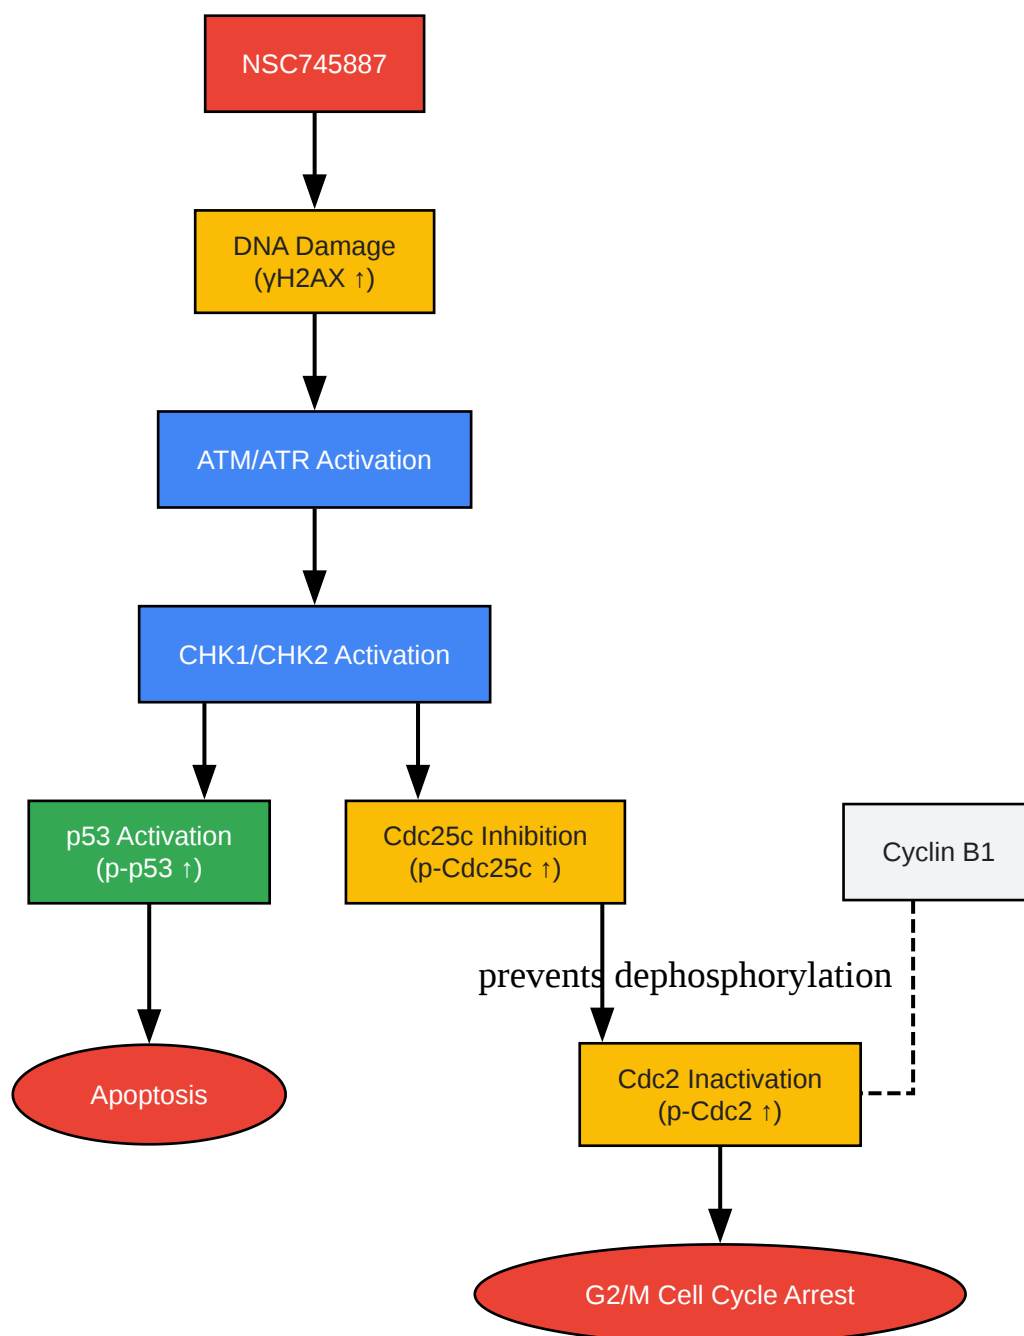 NSC745887
DNA Damage
(γH2AX ↑)
ATM/ATR Activation
CHK1/CHK2 Activation
p53 Activation
(p-p53 ↑)
Cdc25c Inhibition
(p-Cdc25c ↑)
Cyclin B1
prevents dephosphorylation
Apoptosis
Cdc2 Inactivation
(p-Cdc2 ↑)
G2/M Cell Cycle Arrest